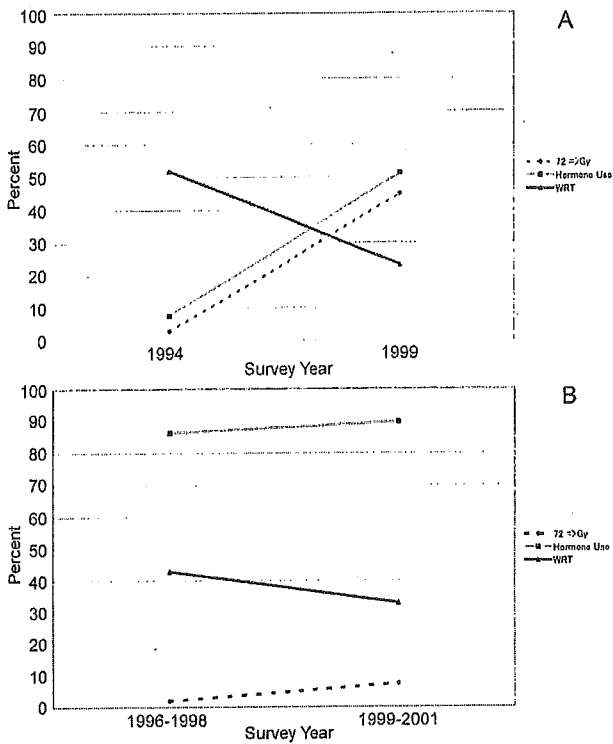 A
100
90
80
70
60
50
40
30
20
10
0
Percent
1994
1999
Survey Year
72 =>Gy
Hormone Use
WRT
B
100
90
80
70
60
50
40
30
20
10
0
Percent
1996-1998
1999-2001
Survey Year
72 =>Gy
Hormone Use
WRT